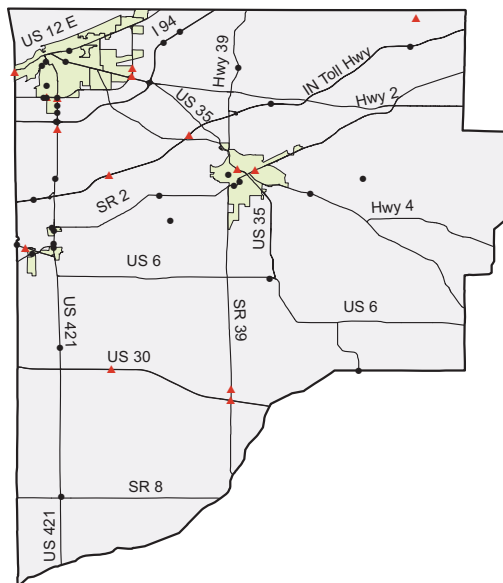 US 12 E
I 94
Hwy 39
IN Toll Hwy
US 35
Hwy 2
SR 2
US 35
Hwy 4
US 6
US 6
US 421
SR 39
US 30
SR 8
US 421